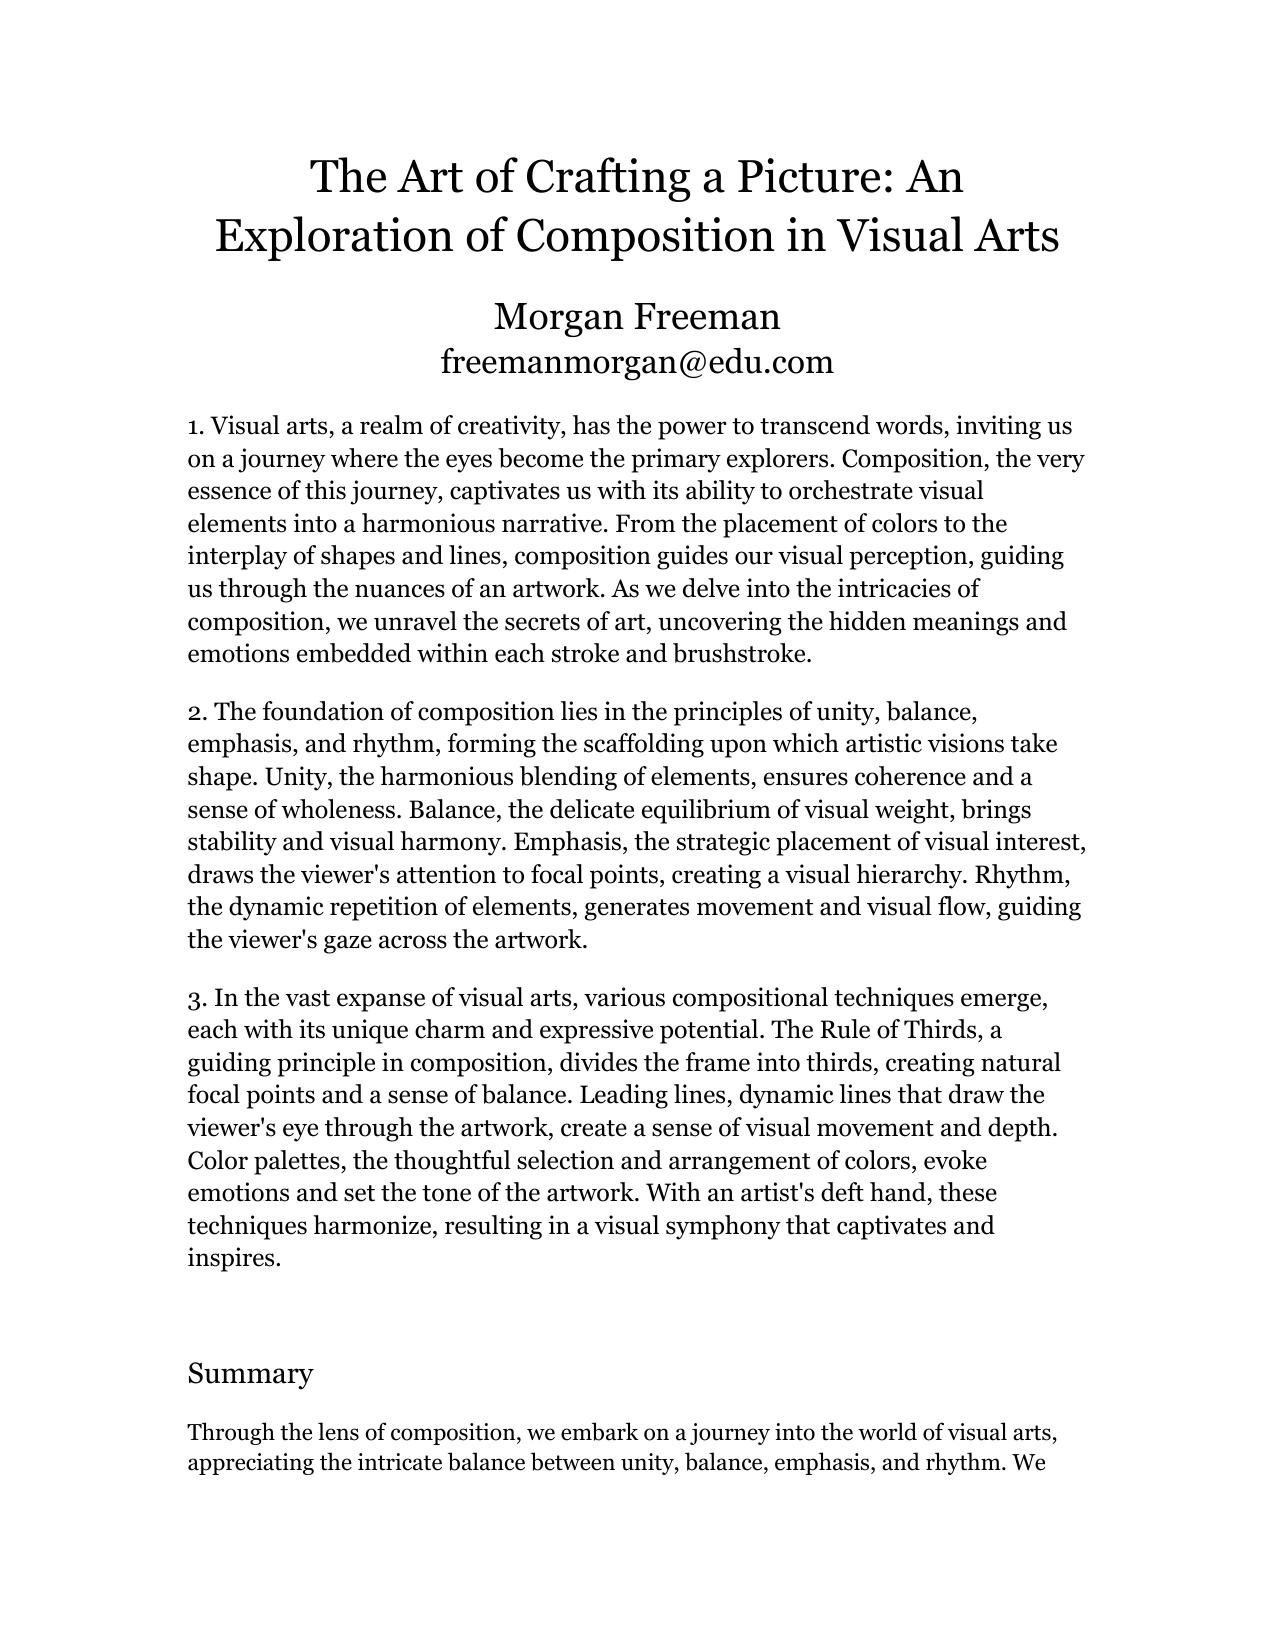 The Art of Crafting a Picture: An
Exploration of Composition in Visual Arts
Morgan Freeman
freemanmorgan@edu.com
1. Visual arts, a realm of creativity, has the power to transcend words, inviting us
on a journey where the eyes become the primary explorers. Composition, the very
essence of this journey, captivates us with its ability to orchestrate visual
elements into a harmonious narrative. From the placement of colors to the
interplay of shapes and lines, composition guides our visual perception, guiding
us through the nuances of an artwork. As we delve into the intricacies of
composition, we unravel the secrets of art, uncovering the hidden meanings and
emotions embedded within each stroke and brushstroke.
2. The foundation of composition lies in the principles of unity, balance,
emphasis, and rhythm, forming the scaffolding upon which artistic visions take
shape. Unity, the harmonious blending of elements, ensures coherence and a
sense of wholeness. Balance, the delicate equilibrium of visual weight, brings
stability and visual harmony. Emphasis, the strategic placement of visual interest,
draws the viewer's attention to focal points, creating a visual hierarchy. Rhythm,
the dynamic repetition of elements, generates movement and visual flow, guiding
the viewer's gaze across the artwork.
3. In the vast expanse of visual arts, various compositional techniques emerge,
each with its unique charm and expressive potential. The Rule of Thirds, a
guiding principle in composition, divides the frame into thirds, creating natural
focal points and a sense of balance. Leading lines, dynamic lines that draw the
viewer's eye through the artwork, create a sense of visual movement and depth.
Color palettes, the thoughtful selection and arrangement of colors, evoke
emotions and set the tone of the artwork. With an artist's deft hand, these
techniques harmonize, resulting in a visual symphony that captivates and
inspires.
Summary
Through the lens of composition, we embark on a journey into the world of visual arts,
appreciating the intricate balance between unity, balance, emphasis, and rhythm. We